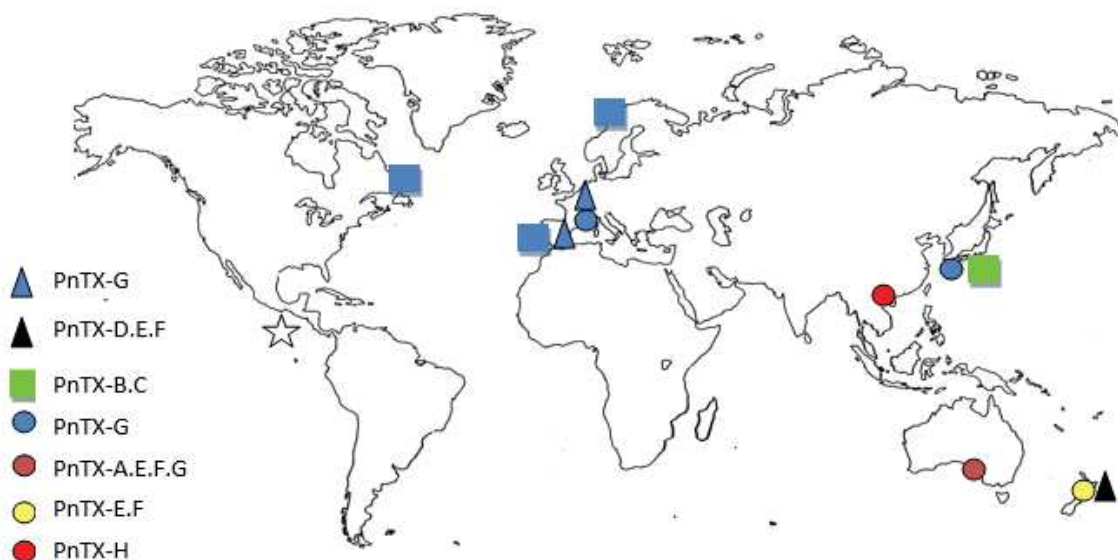 PnTX-G
PnTX-D.E.F
PnTX-B.C
PnTX-G
PnTX-A.E.F.G
PnTX-E.F
PnTX-H